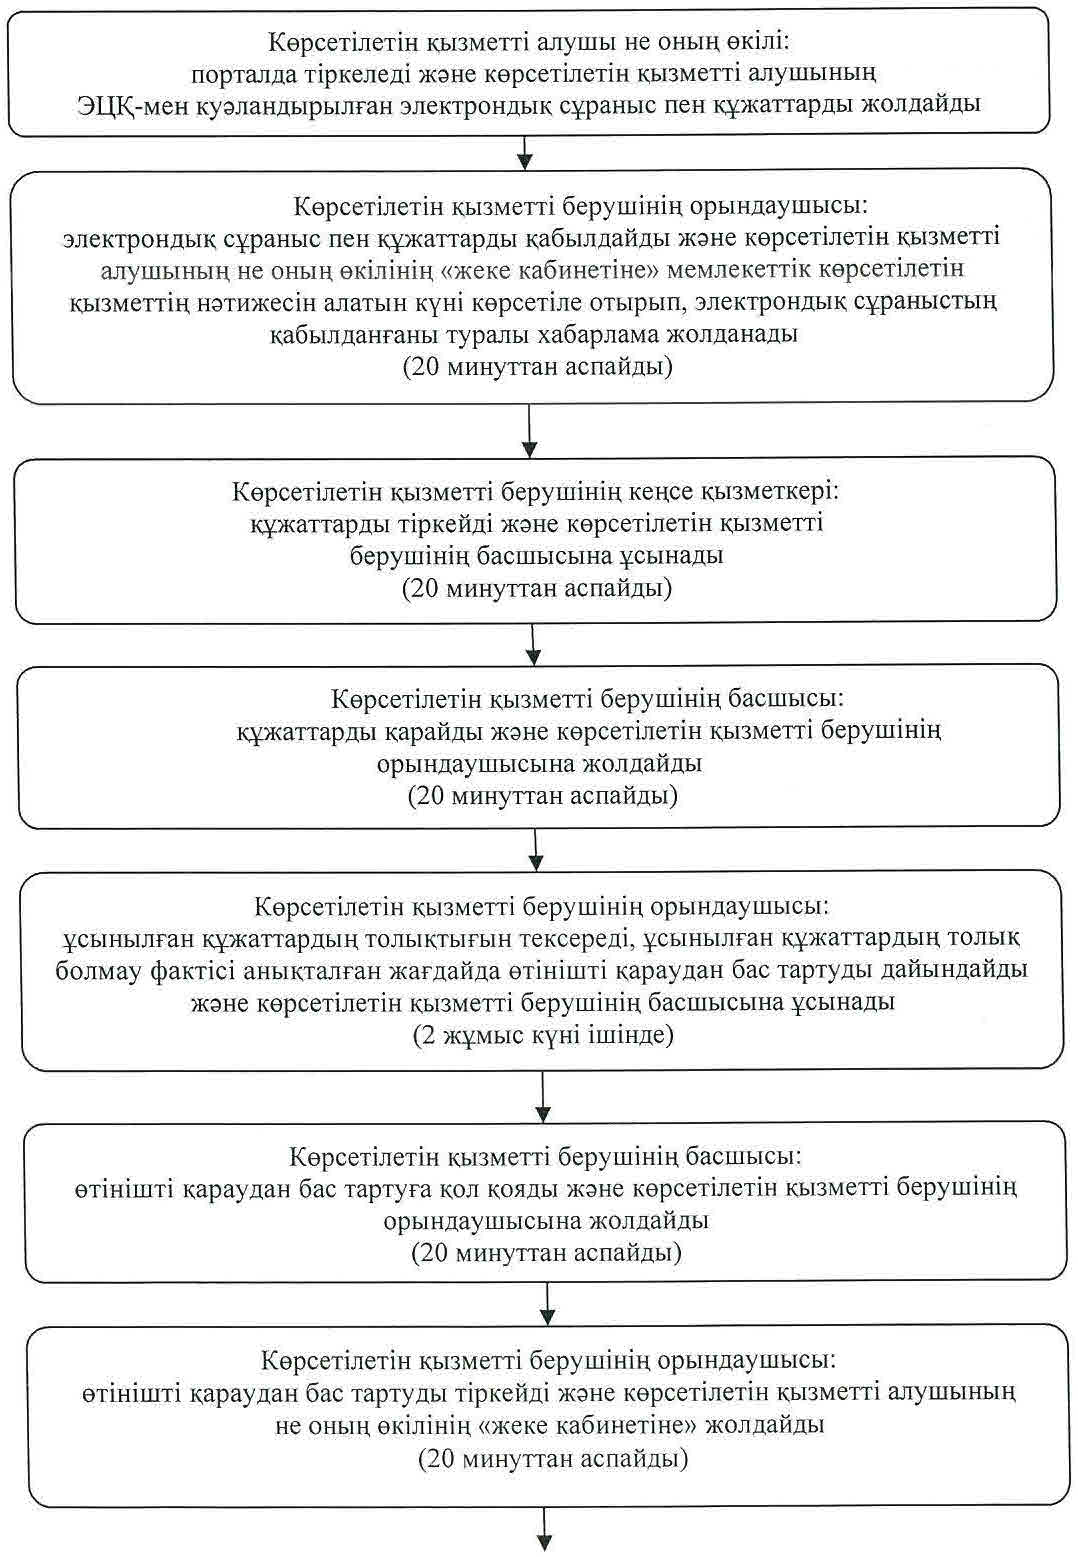 Көрсетілетін қызметті алушы не оның өкілі:
порталда тіркеледі және көрсетілетін қызметті алушының
ЭЦҚ-мен куәландырылған электрондық сұраныс пен құжаттарды жолдайды
Көрсетілетін қызметті берушінің орындаушысы:
электрондық сұраныс пен құжаттарды қабылдайды және көрсетілетін қызметті
алушының не оның өкілінің «жеке кабинетіне» мемлекеттік көрсетілетін
қызметтің нәтижесін алатын күні көрсетіле отырып, электрондық сұраныстың
қабылданғаны туралы хабарлама жолданады
(20 минуттан аспайды)
Көрсетілетін қызметті берушінің кеңсе қызметкері:
құжаттарды тіркейді және көрсетілетін қызметті
берушінің басшысына ұсынады
(20 минуттан аспайды)
Көрсетілетін қызметті берушінің басшысы:
құжаттарды қарайды және көрсетілетін қызметті берушінің
орындаушысына жолдайды
(20 минуттан аспайды)
Көрсетілетін қызметті берушінің орындаушысы:
ұсынылған құжаттардың толықтығын тексереді, ұсынылған құжаттардың толық
болмау фактісі анықталған жағдайда өтінішті қараудан бас тартуды дайындайды
және көрсетілетін қызметті берушінің басшысына ұсынады
(2 жұмыс күні ішінде)
Көрсетілетін қызметті берушінің басшысы:
өтінішті қараудан бас тартуға қол қояды және көрсетілетін қызметті берушінің
орындаушысына жолдайды
(20 минуттан аспайды)
Көрсетілетін қызметті берушінің орындаушысы:
өтінішті қараудан бас тартуды тіркейді және көрсетілетін қызметті алушының
не оның өкілінің «жеке кабинетіне» жолдайды
(20 минуттан аспайды)